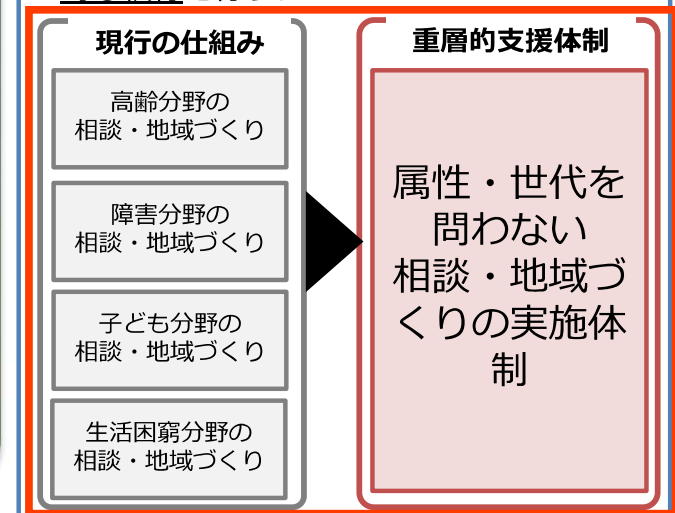 現行の仕組み
高齢分野の
相談・地域づくり
障害分野の
相談・地域づくり
子ども分野の
相談・地域づくり
生活困窮分野の
相談・地域づくり
重層的支援体制
属性・世代を
問わない
相談・地域づ
くりの実施体
制